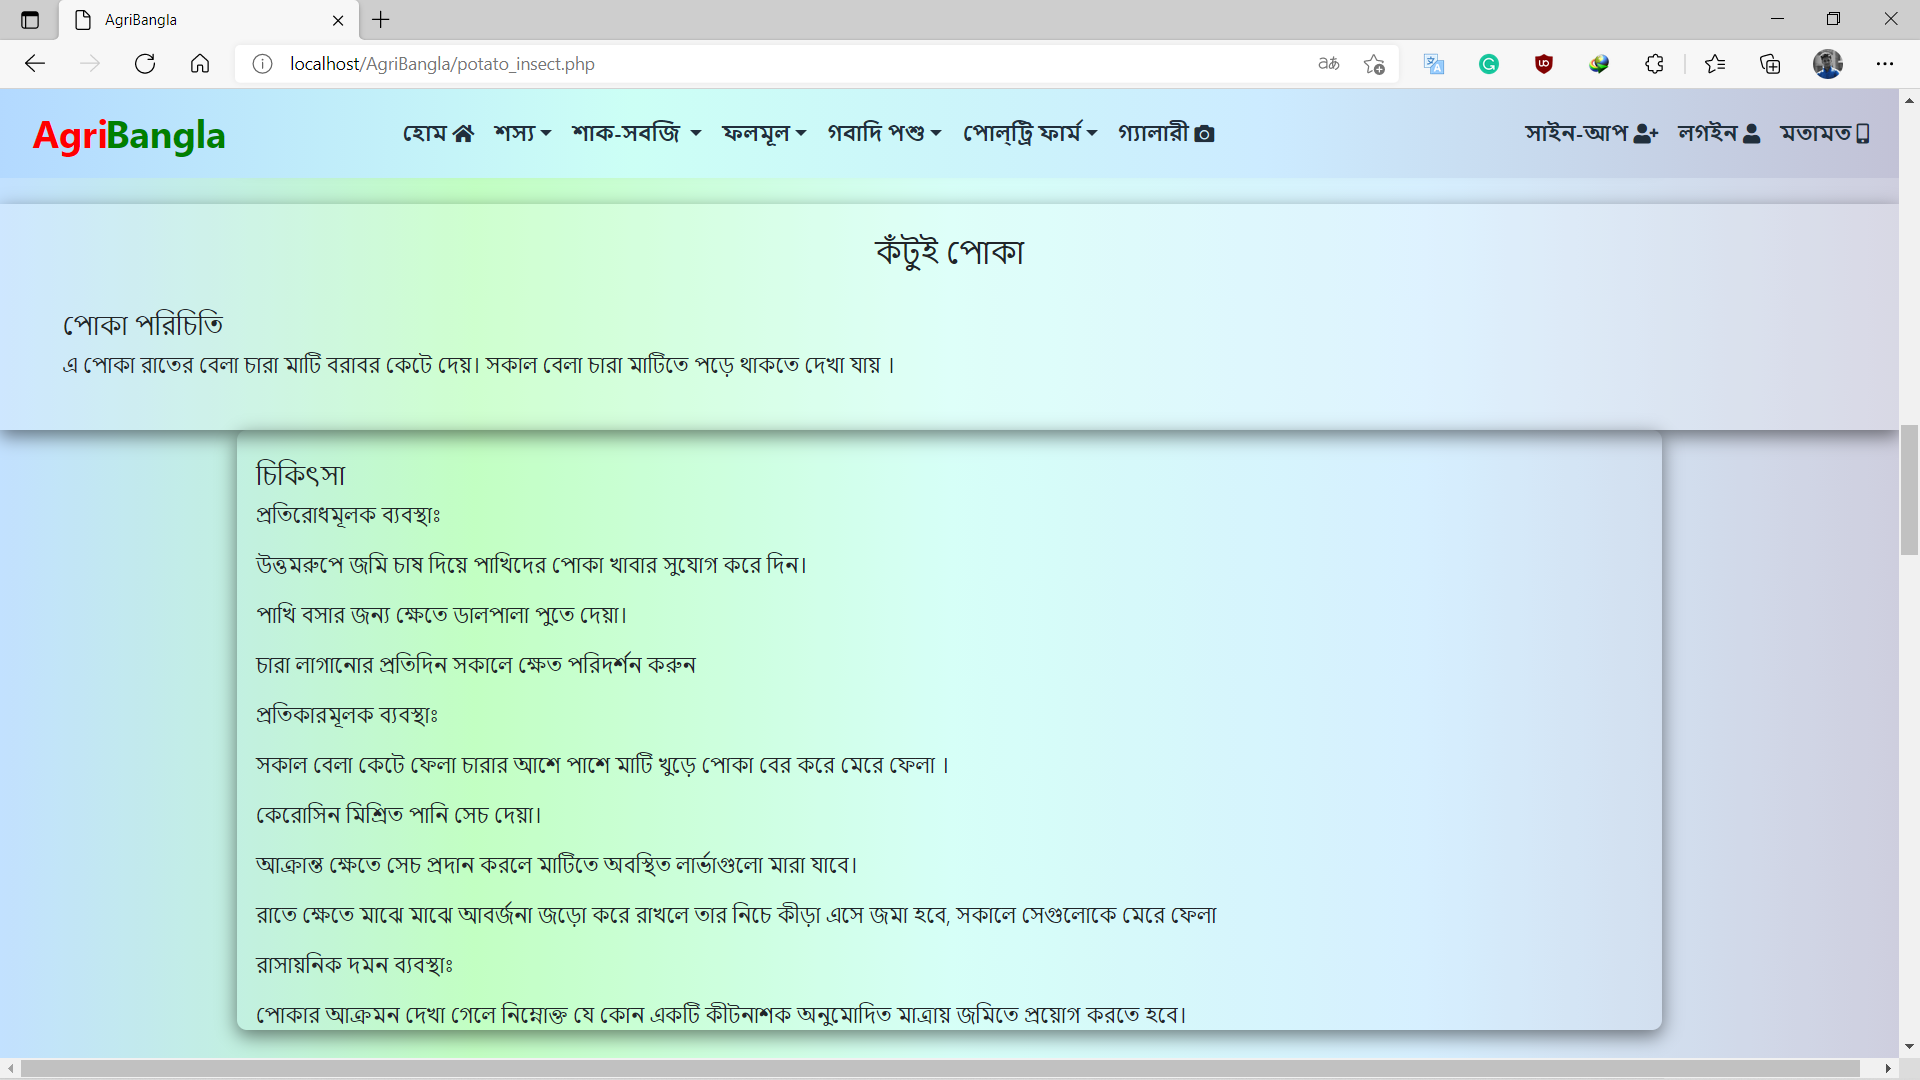 AgriBangla
localhost/AgriBangla/potato_insect.php
AgriBangla হোম শস্য শাক-সবজি ফলমূল গবাদি পশু পোল্ট্রি ফার্ম গ্যালারী সাইন-আপ লগইন মতামত
কঁটুই পোকা
পোকা পরিচিতি
এ পোকা রাতের বেলা চারা মাটি বরাবর কেটে দেয়। সকাল বেলা চারা মাটিতে পড়ে থাকতে দেখা যায় ।
চিকিৎসা
প্রতিরোধমূলক ব্যবস্থাঃ
উত্তমরুপে জমি চাষ দিয়ে পাখিদের পোকা খাবার সুযোগ করে দিন।
পাখি বসার জন্য ক্ষেতে ডালপালা পুতে দেয়া।
চারা লাগানোর প্রতিদিন সকালে ক্ষেত পরিদর্শন করুন
প্রতিকারমূলক ব্যবস্থাঃ
সকাল বেলা কেটে ফেলা চারার আশে পাশে মাটি খুড়ে পোকা বের করে মেরে ফেলা ।
কেরোসিন মিশ্রিত পানি সেচ দেয়া।
আক্রান্ত ক্ষেতে সেচ প্রদান করলে মাটিতে অবস্থিত লার্ভাগুলো মারা যাবে।
রাতে ক্ষেতে মাঝে মাঝে আবর্জনা জড়ো করে রাখলে তার নিচে কীড়া এসে জমা হবে, সকালে সেগুলোকে মেরে ফেলা
রাসায়নিক দমন ব্যবস্থাঃ
পোকার আক্রমন দেখা গেলে নিম্নোক্ত যে কোন একটি কীটনাশক অনুমোদিত মাত্রায় জমিতে প্রয়োগ করতে হবে।